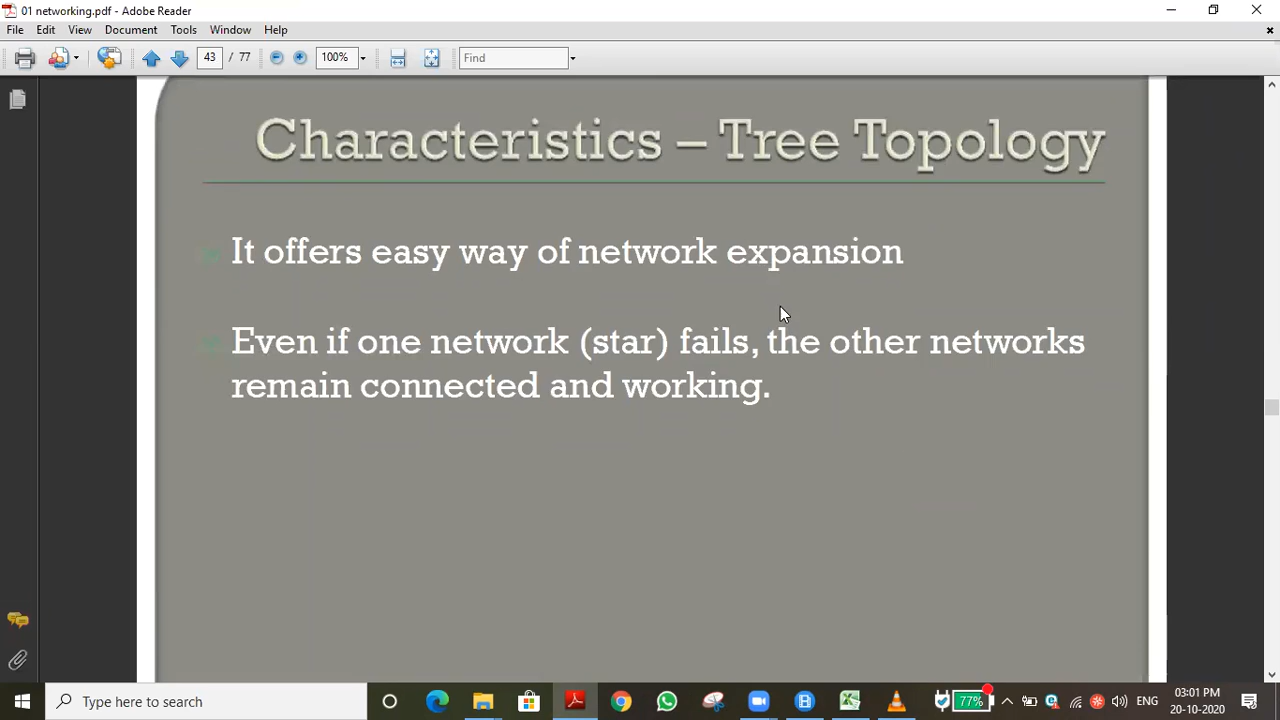 01 networking.pdf - Adobe Reader
File Edit View Document Tools Window Help
43 / 77 100% Find
Characteristics – Tree Topology
It offers easy way of network expansion
Even if one network (star) fails, the other networks
remain connected and working.
Type here to search
77%
ENG
03:01 PM
20-10-2020